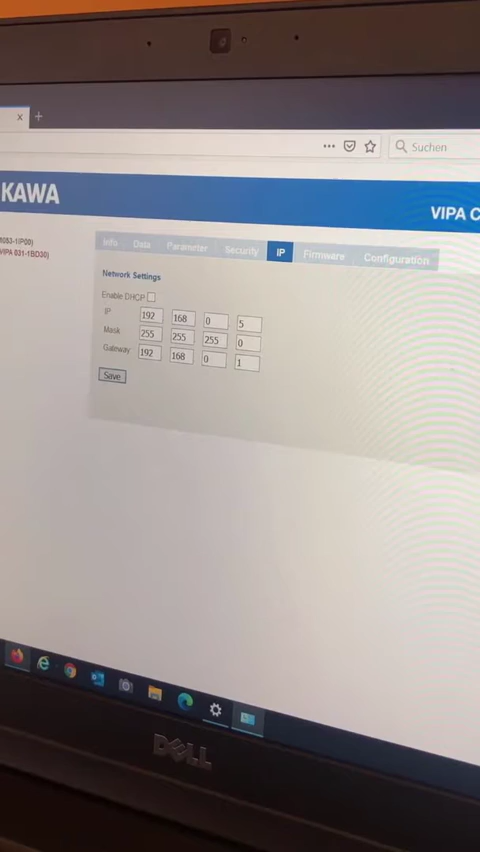 x +
Suchen
KAWA
VIPA C
053-1IP00)
VIPA 031-1BD30)
Info Data Parameter Security IP Firmware Configuration
Network Settings
Enable DHCP
IP 192 168 0 5
Mask 255 255 255 0
Gateway 192 168 0 1
Save
DELL